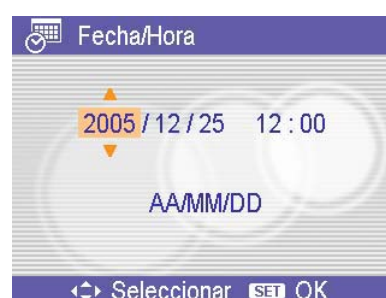 Fecha/Hora
2005 / 12 / 25 12 : 00
AA/MM/DD
Seleccionar SET OK